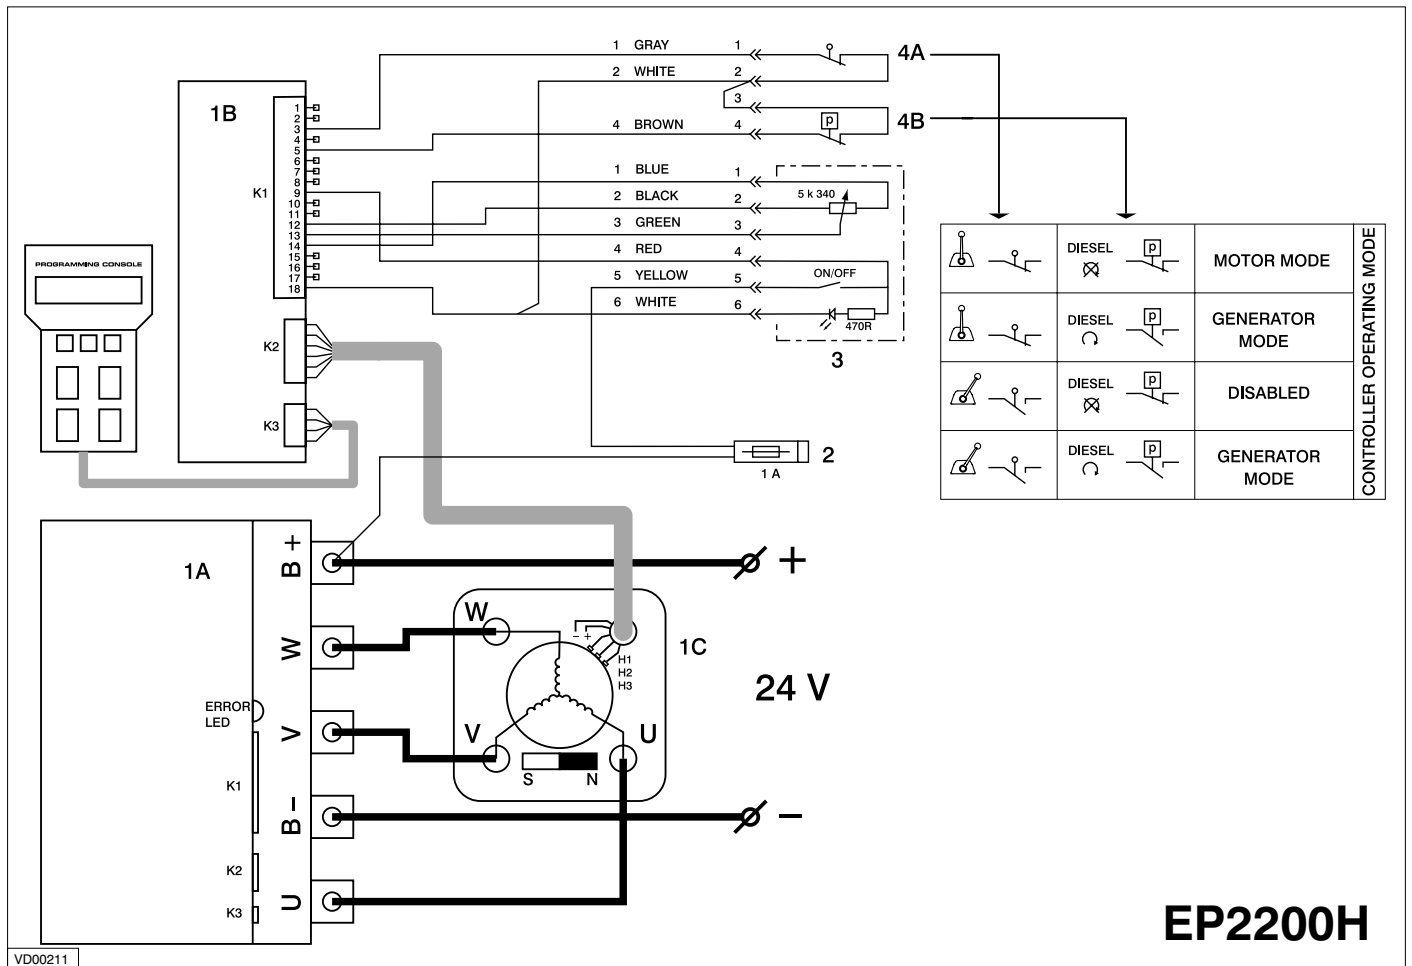 1 GRAY 1
2 WHITE 2
3
4 BROWN 4
4A
4B
p
1B
K1
1
2
3
4
5
6
7
8
9
10
11
12
13
14
15
16
17
18
1 BLUE 1
2 BLACK 2
3 GREEN 3
4 RED 4
5 YELLOW 5
6 WHITE 6
5 k 340
ON/OFF
470R
3
K2
K3
PROGRAMMING CONSOLE
2
1 A
DIESEL p MOTOR MODE
DIESEL p GENERATOR
MODE
DIESEL p DISABLED
DIESEL p GENERATOR
MODE
CONTROLLER OPERATING MODE
1A
B +
W
V
B –
U
ERROR
LED
K1
K2
K3
+
–
24 V
W
V
U
1C
– +
H1
H2
H3
S N
EP2200H
VD00211